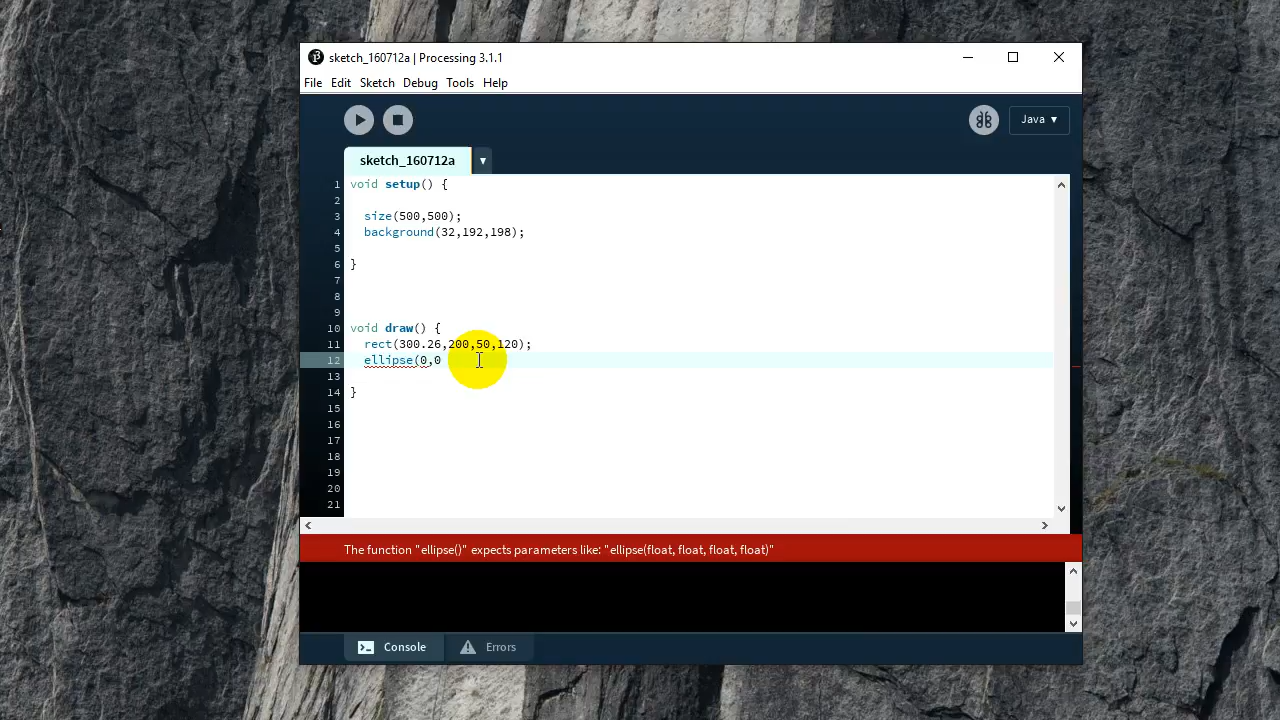 sketch_160712a | Processing 3.1.1
File Edit Sketch Debug Tools Help
Java ▼
sketch_160712a ▼
1 void setup() {
2
3 size(500,500);
4 background(32,192,198);
5
6 }
7
8
9
10 void draw() {
11 rect(300.26,200,50,120);
12 ellipse(0,0
13
14 }
15
16
17
18
19
20
21
The function "ellipse()" expects parameters like: "ellipse(float, float, float, float)"
Console Errors